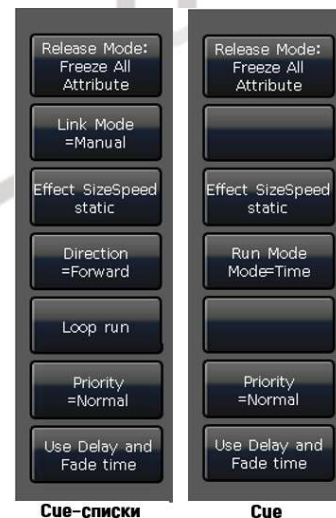 Release Mode:
Freeze All
Attribute
Link Mode
=Manual
Effect SizeSpeed
static
Direction
=Forward
Loop run
Priority
=Normal
Use Delay and
Fade time
Cue-списки
Release Mode:
Freeze All
Attribute
Effect SizeSpeed
static
Run Mode
Mode=Time
Priority
=Normal
Use Delay and
Fade time
Cue